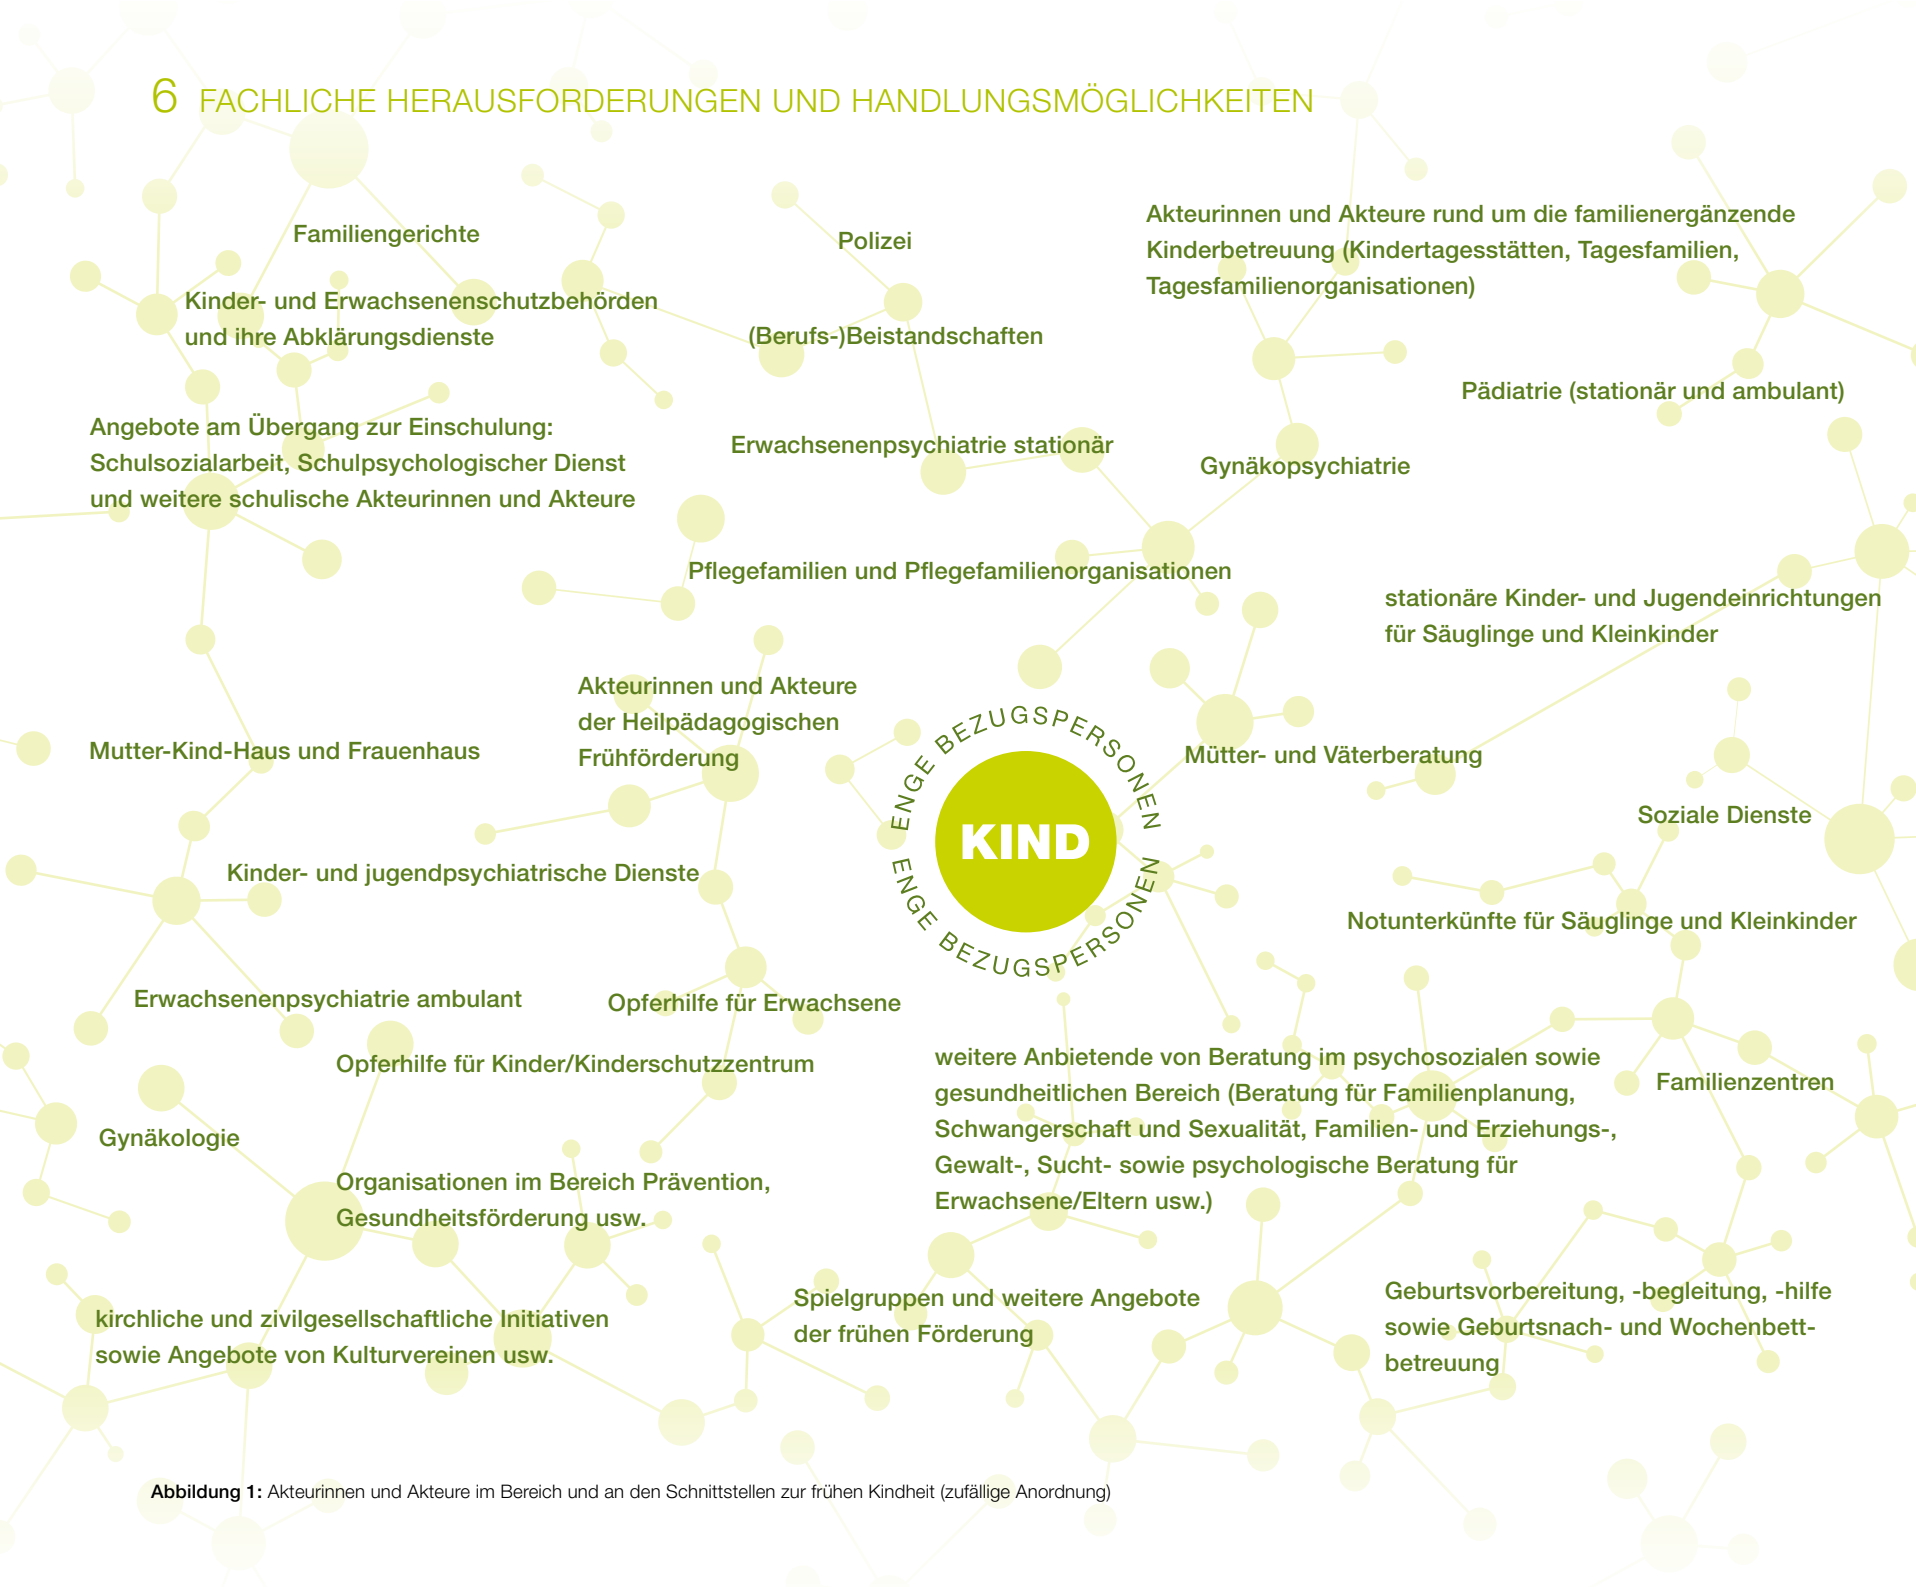 6 FACHLICHE HERAUSFORDERUNGEN UND HANDLUNGSMÖGLICHKEITEN
Familiengerichte
Polizei
Akteurinnen und Akteure rund um die familienergänzende
Kinderbetreuung (Kindertagesstätten, Tagesfamilien,
Tagesfamilienorganisationen)
Kinder- und Erwachsenenschutzbehörden
und ihre Abklärungsdienste
(Berufs-)Beistandschaften
Pädiatrie (stationär und ambulant)
Angebote am Übergang zur Einschulung:
Schulsozialarbeit, Schulpsychologischer Dienst
und weitere schulische Akteurinnen und Akteure
Erwachsenenpsychiatrie stationär
Gynäkopsychiatrie
Pflegefamilien und Pflegefamilienorganisationen
stationäre Kinder- und Jugendeinrichtungen
für Säuglinge und Kleinkinder
Akteurinnen und Akteure
der Heilpädagogischen
Frühförderung
Mutter-Kind-Haus und Frauenhaus
ENGE BEZUGSPERSONEN
KIND
ENGE BEZUGSPERSONEN
Mütter- und Väterberatung
Soziale Dienste
Kinder- und jugendpsychiatrische Dienste
Notunterkünfte für Säuglinge und Kleinkinder
Erwachsenenpsychiatrie ambulant
Opferhilfe für Erwachsene
Opferhilfe für Kinder/Kinderschutzzentrum
weitere Anbietende von Beratung im psychosozialen sowie
gesundheitlichen Bereich (Beratung für Familienplanung,
Schwangerschaft und Sexualität, Familien- und Erziehungs-,
Gewalt-, Sucht- sowie psychologische Beratung für
Erwachsene/Eltern usw.)
Familienzentren
Gynäkologie
Organisationen im Bereich Prävention,
Gesundheitsförderung usw.
kirchliche und zivilgesellschaftliche Initiativen
sowie Angebote von Kulturvereinen usw.
Spielgruppen und weitere Angebote
der frühen Förderung
Geburtsvorbereitung, -begleitung, -hilfe
sowie Geburtsnach- und Wochenbett-
betreuung
Abbildung 1: Akteurinnen und Akteure im Bereich und an den Schnittstellen zur frühen Kindheit (zufällige Anordnung)